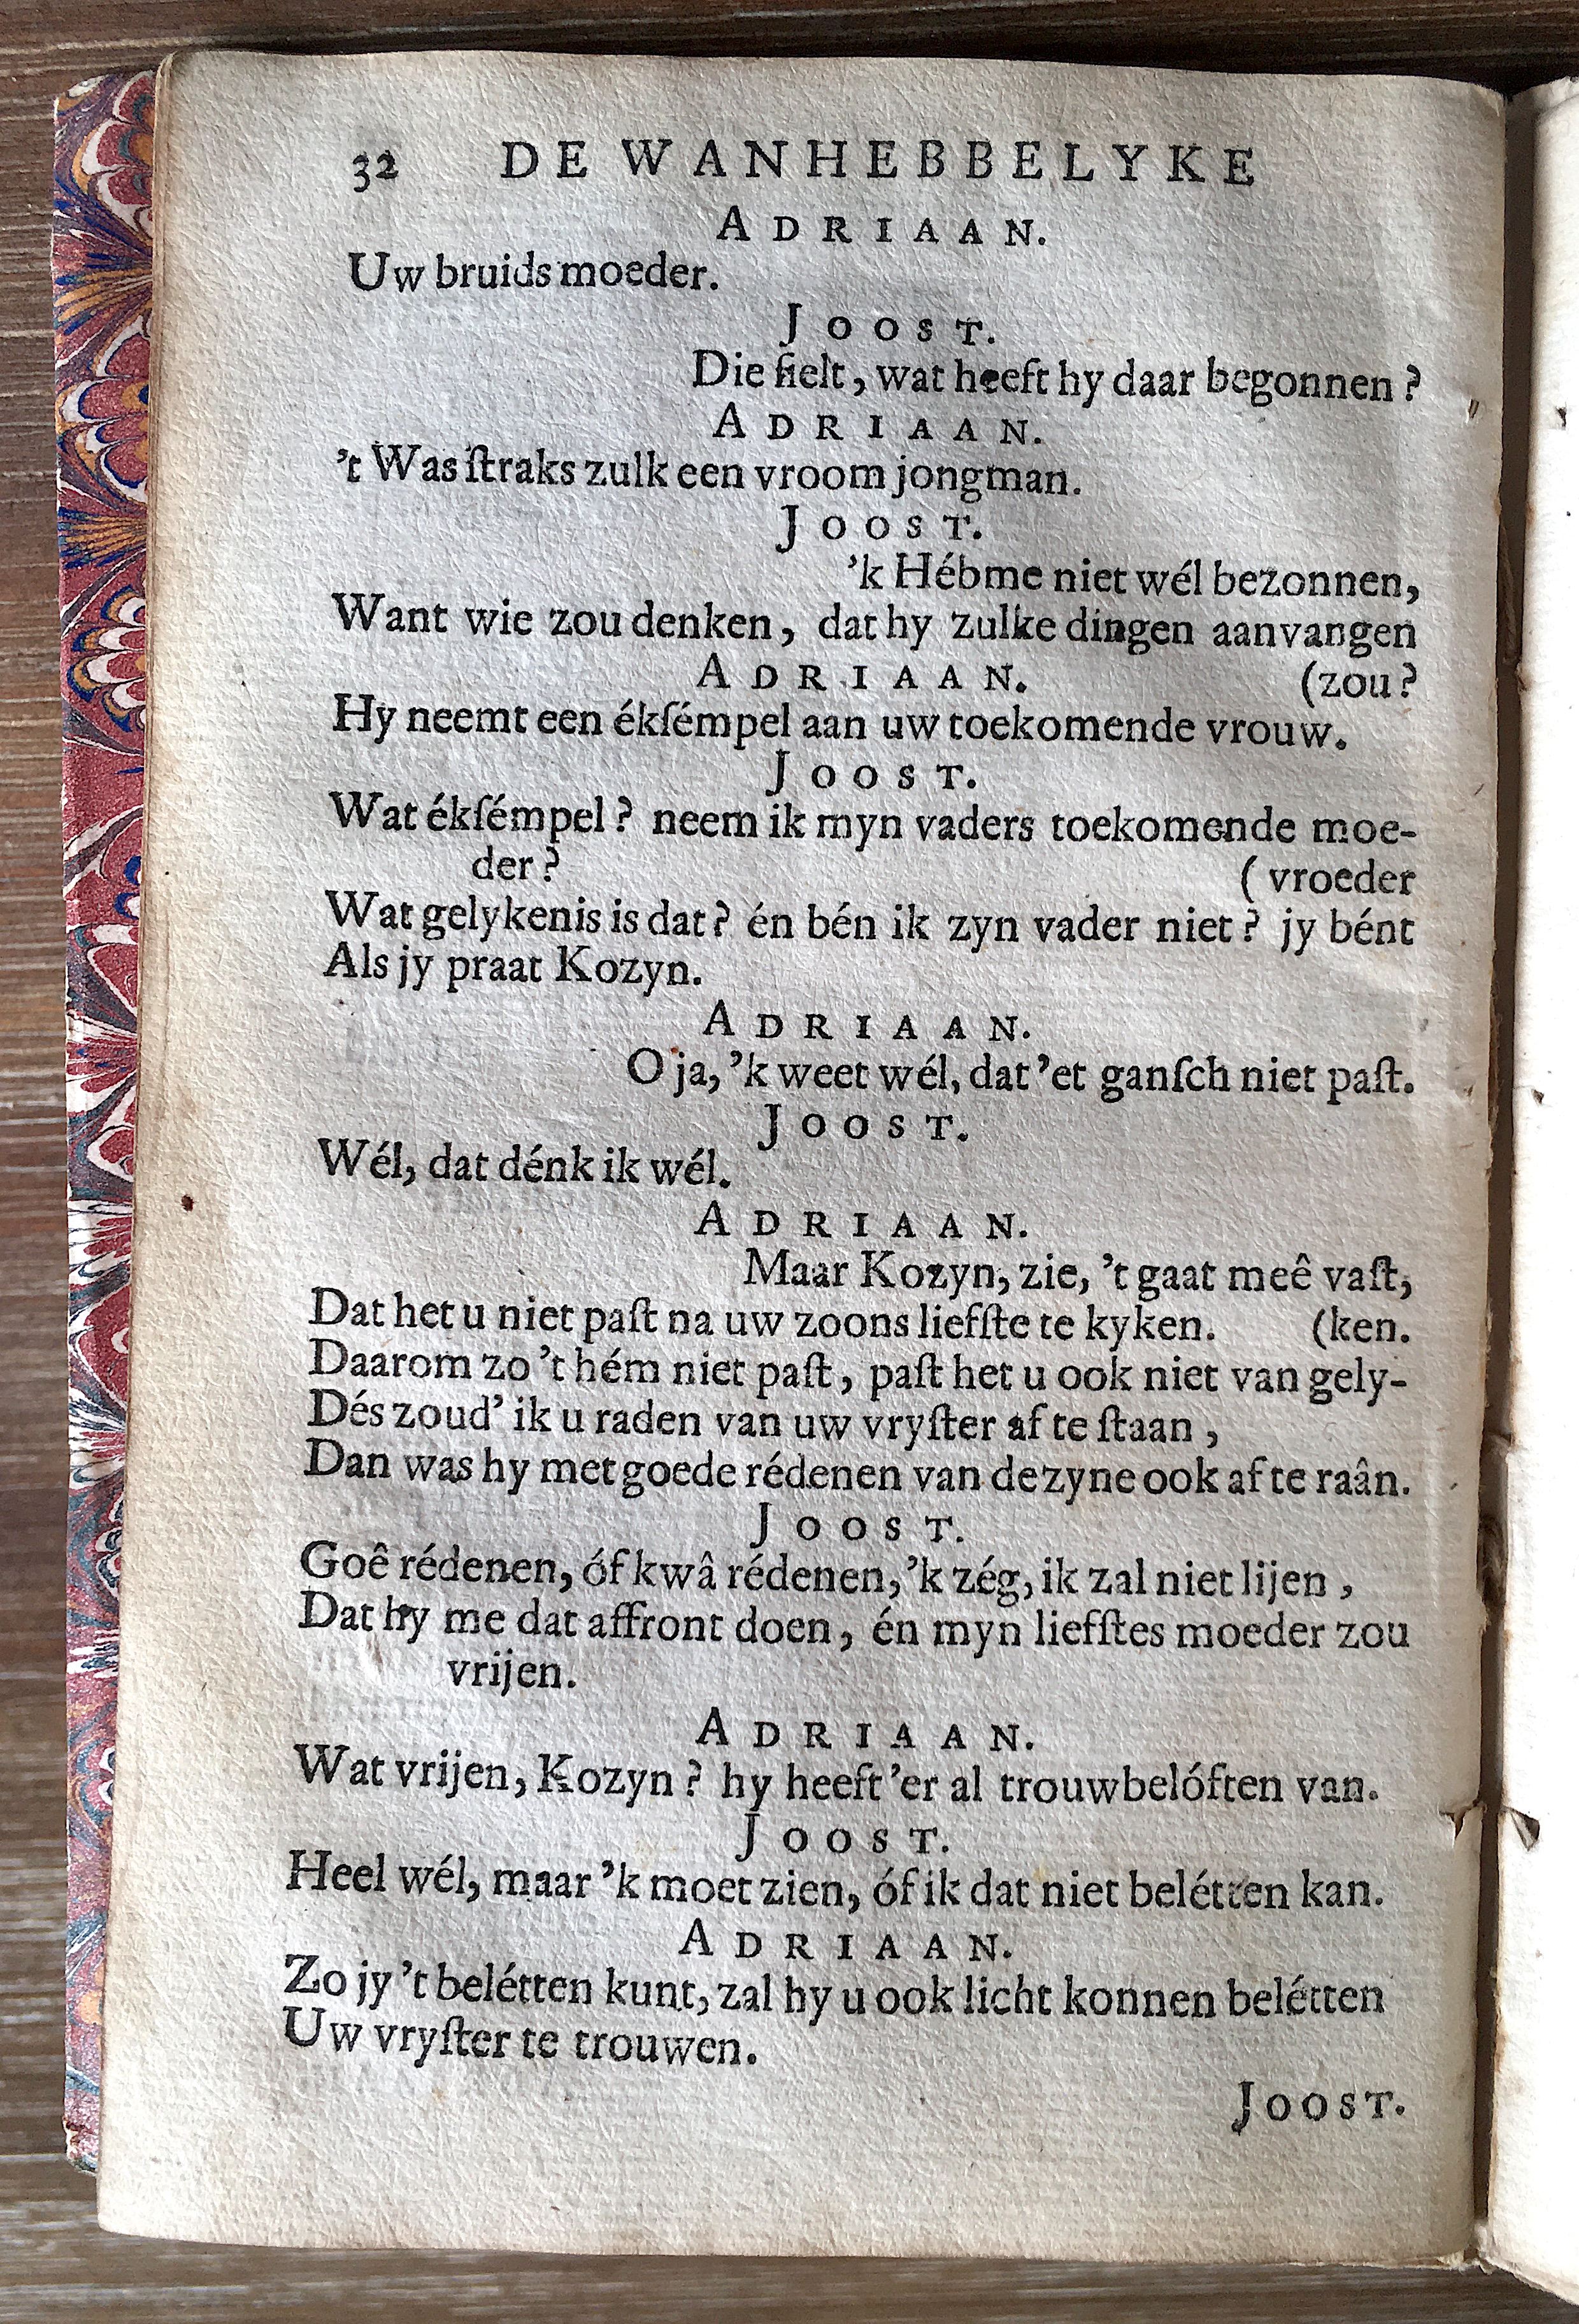 32 DE WANHEBBELYKE
ADRIAAN.
Uw bruids moeder.
JOOST.
Die fielt, wat heeft hy daar begonnen?
ADRIAAN.
't Was ſtraks zulk een vroom jongman.
JOOST.
'k Hébme niet wél bezonnen,
Want wie zou denken, dat hy zulke dingen aanvangen
ADRIAAN. (zou?
Hy neemt een ékſémpel aan uw toekomende vrouw.
JOOST.
Wat ékſémpel? neem ik myn vaders toekomende moe-
der? (vroeder
Wat gelykenis is dat? én bén ik zyn vader niet? jy bént
Als jy praat Kozyn.
ADRIAAN.
O ja, 'k weet wél, dat 'et ganſch niet paſt.
JOOST.
Wél, dat dénk ik wél.
ADRIAAN.
Maar Kozyn, zie, 't gaat meê vaſt,
Dat het u niet paſt na uw zoons liefſte te kyken. (ken.
Daarom zo 't hém niet paſt, paſt het u ook niet van gely-
Dés zoud' ik u raden van uw vryſter af te ſtaan,
Dan was hy met goede rédenen van de zyne ook af te raân.
JOOST.
Goê rédenen, óf kwâ rédenen, 'k zég, ik zal niet lijen,
Dat hy me dat affront doen, én myn liefſtes moeder zou
vrijen.
ADRIAAN.
Wat vrijen, Kozyn? hy heeft 'er al trouwbelóften van.
JOOST.
Heel wél, maar 'k moet zien, óf ik dat niet belétten kan.
ADRIAAN.
Zo jy 't belétten kunt, zal hy u ook licht konnen belétten
Uw vryſter te trouwen.
JOOST.